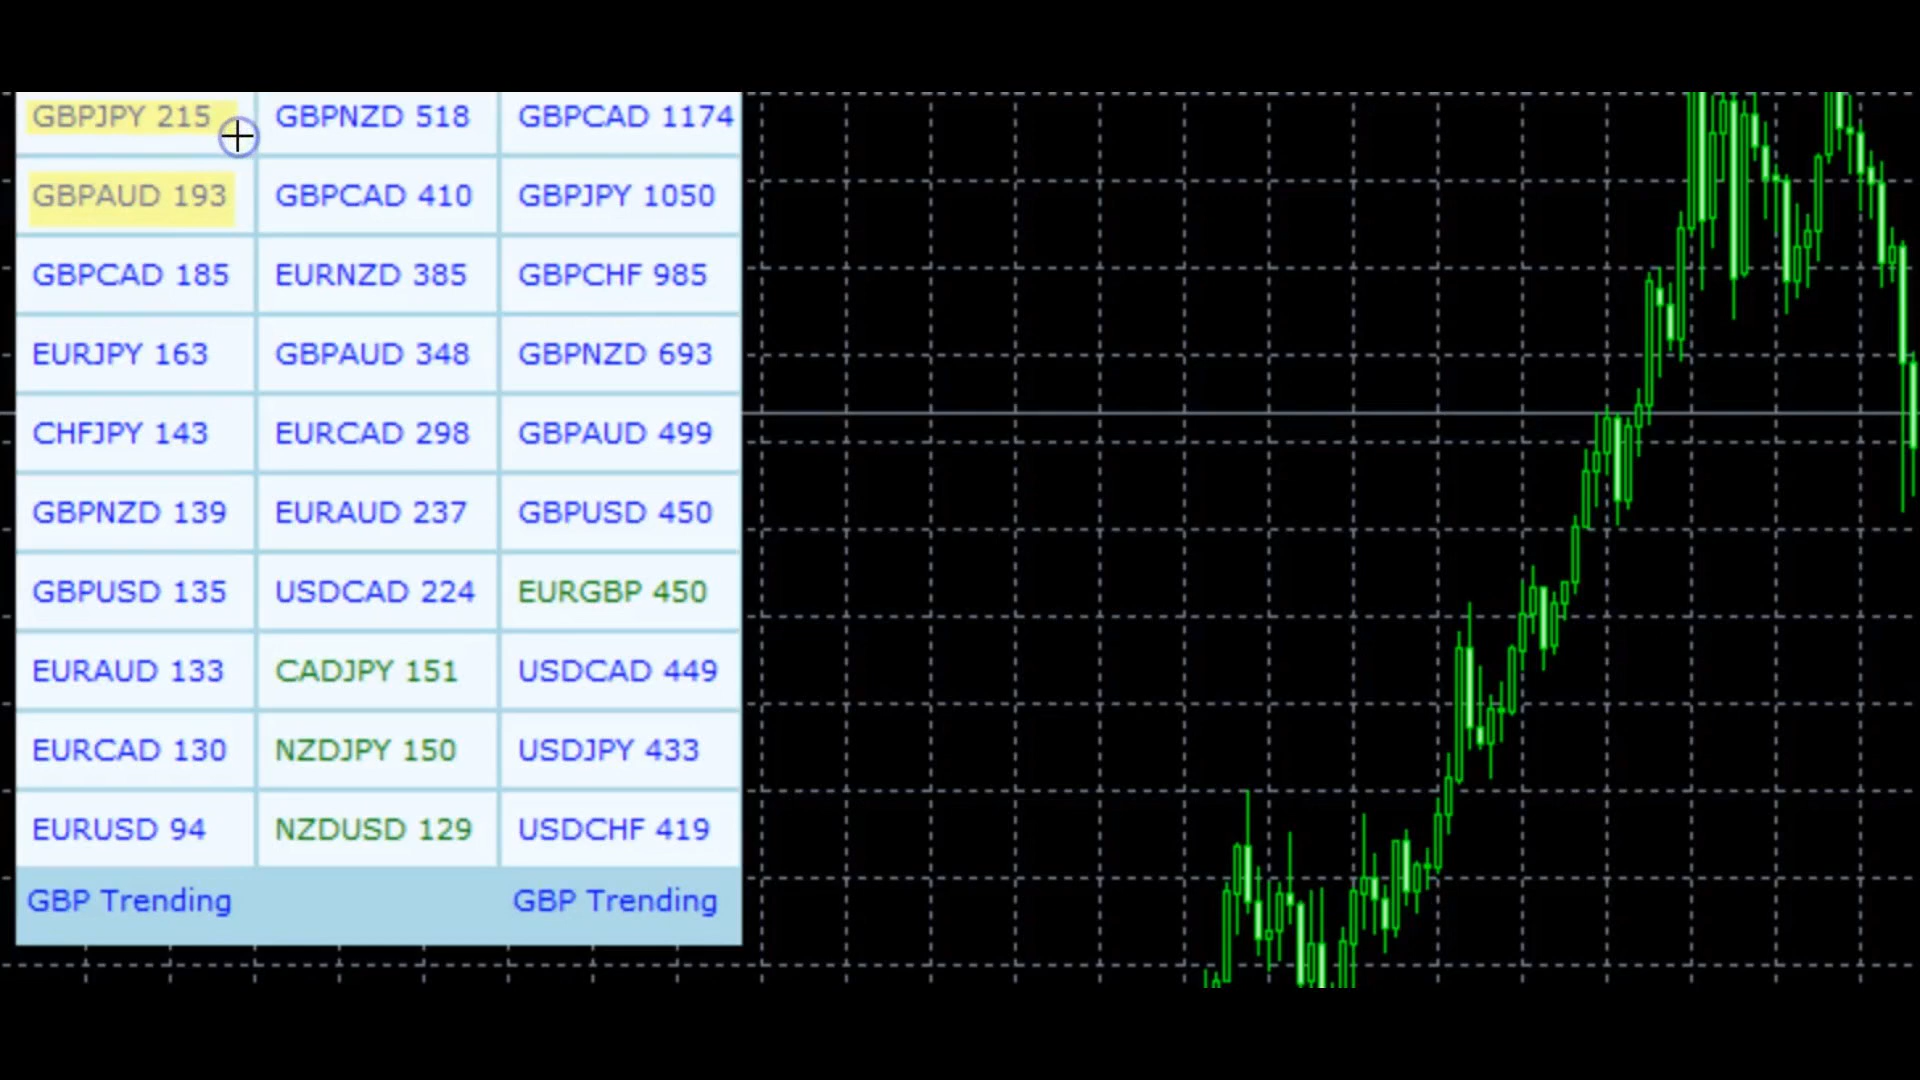 GBPJPY 215 GBPNZD 518 GBPCAD 1174
GBPAUD 193 GBPCAD 410 GBPJPY 1050
GBPCAD 185 EURNZD 385 GBPCHF 985
EURJPY 163 GBPAUD 348 GBPNZD 693
CHFJPY 143 EURCAD 298 GBPAUD 499
GBPNZD 139 EURAUD 237 GBPUSD 450
GBPUSD 135 USDCAD 224 EURGBP 450
EURAUD 133 CADJPY 151 USDCAD 449
EURCAD 130 NZDJPY 150 USDJPY 433
EURUSD 94 NZDUSD 129 USDCHF 419
GBP Trending GBP Trending